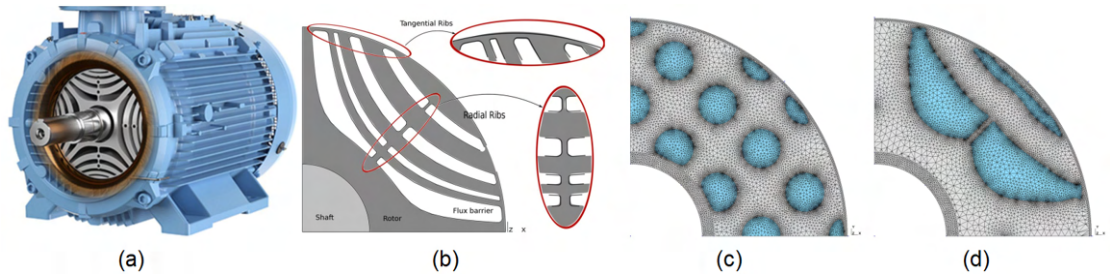 Tangential Ribs
Radial Ribs
Shaft
Rotor
Flux barrier
z x
(a)
(b)
(c)
(d)